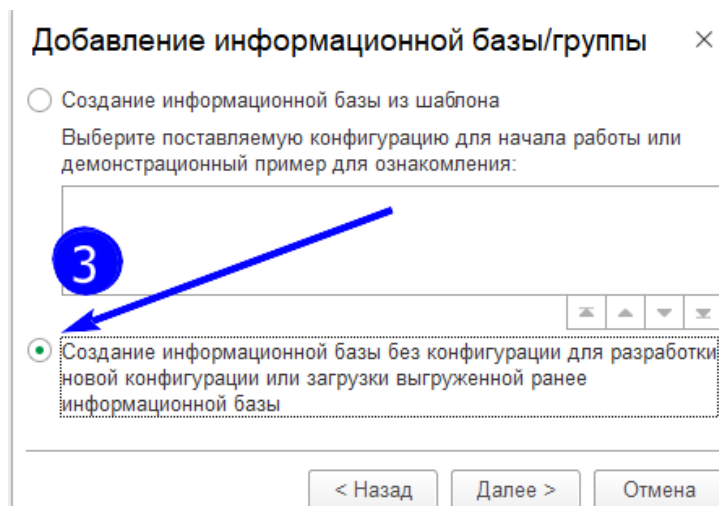 Добавление информационной базы/группы
Создание информационной базы из шаблона
Выберите поставляемую конфигурацию для начала работы или
демонстрационный пример для ознакомления:
3
Создание информационной базы без конфигурации для разработки
новой конфигурации или загрузки выгруженной ранее
информационной базы
< Назад Далее > Отмена